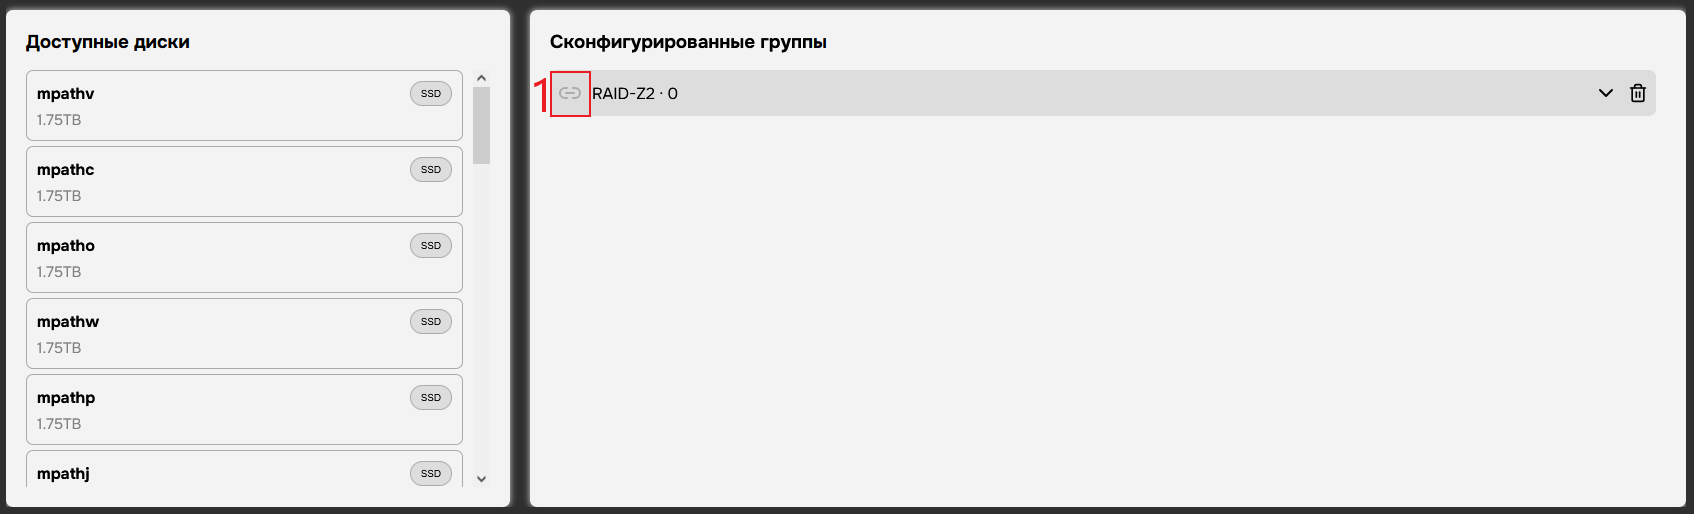 Доступные диски
mpathv
SSD
1.75TB
mpathc
SSD
1.75TB
mpatho
SSD
1.75TB
mpathw
SSD
1.75TB
mpathp
SSD
1.75TB
mpathj
SSD
Сконфигурированные группы
1
RAID-Z2 · 0